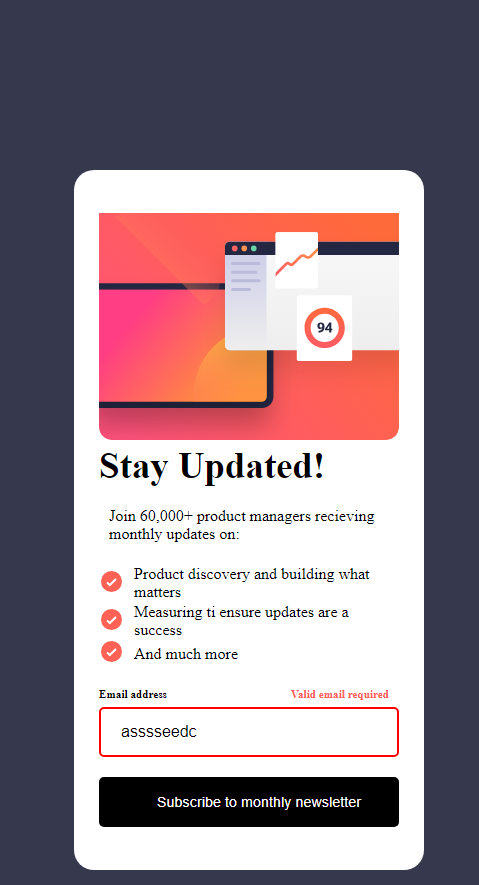 94
Stay Updated!
Join 60,000+ product managers recieving
monthly updates on:
Product discovery and building what
matters
Measuring ti ensure updates are a
success
And much more
Email address Valid email required
asssseedc
Subscribe to monthly newsletter